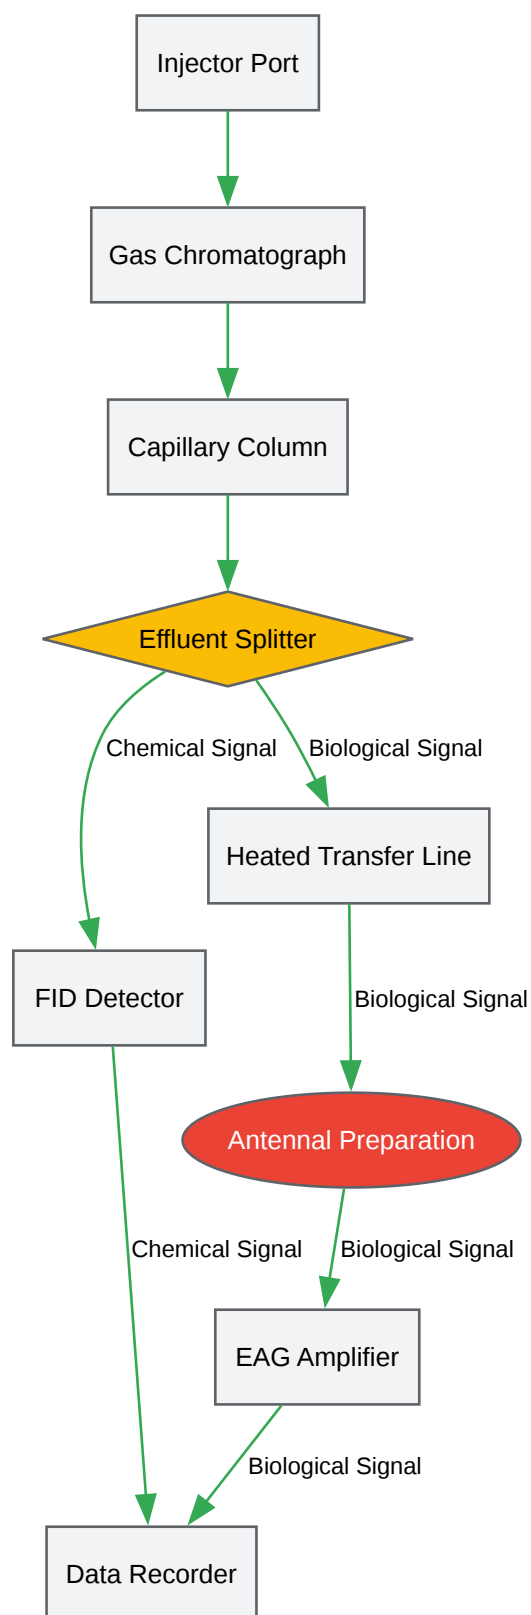 Injector Port
Gas Chromatograph
Capillary Column
Effluent Splitter
Chemical Signal
Biological Signal
Heated Transfer Line
FID Detector
Biological Signal
Antennal Preparation
Chemical Signal
Biological Signal
EAG Amplifier
Biological Signal
Data Recorder